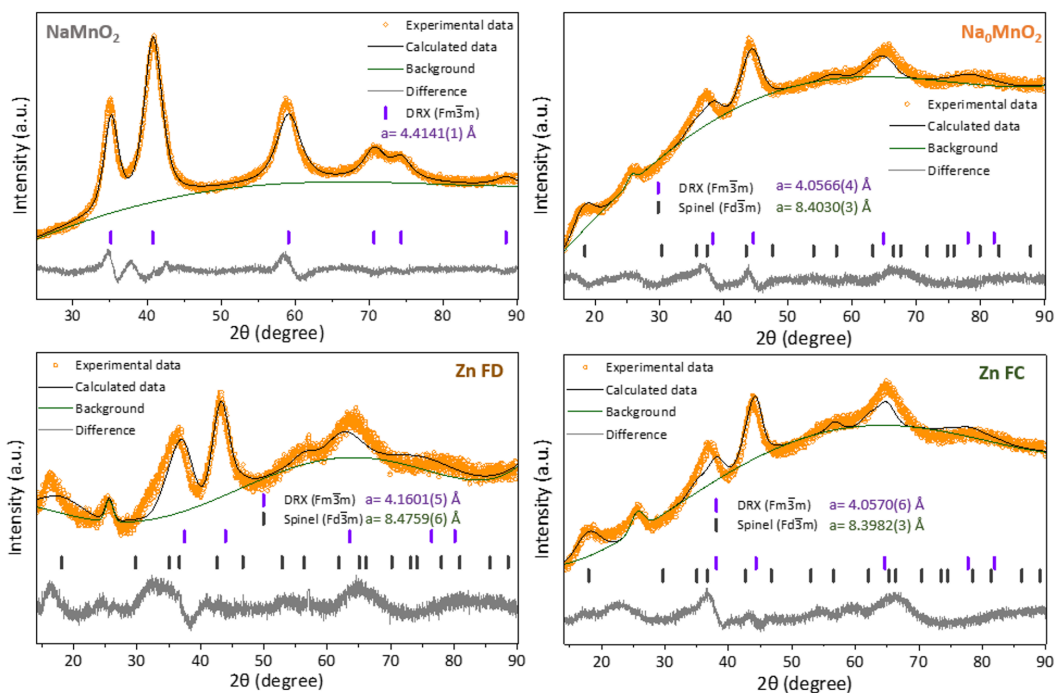 NaMnO₂
Experimental data
Calculated data
Background
Difference
DRX (Fm3̅m)
a= 4.4141(1) Å
Intensity (a.u.)
30 40 50 60 70 80 90
2θ (degree)
Na₀MnO₂
Experimental data
Calculated data
Background
Difference
DRX (Fm3̅m) a= 4.0566(4) Å
Spinel (Fd3̅m) a= 8.4030(3) Å
Intensity (a.u.)
20 30 40 50 60 70 80 90
2θ (degree)
Zn FD
Experimental data
Calculated data
Background
Difference
DRX (Fm3̅m) a= 4.1601(5) Å
Spinel (Fd3̅m) a= 8.4759(6) Å
Intensity (a.u.)
20 30 40 50 60 70 80 90
2θ (degree)
Zn FC
Experimental data
Calculated data
Background
Difference
DRX (Fm3̅m) a= 4.0570(6) Å
Spinel (Fd3̅m) a= 8.3982(3) Å
Intensity (a.u.)
20 30 40 50 60 70 80 90
2θ (degree)